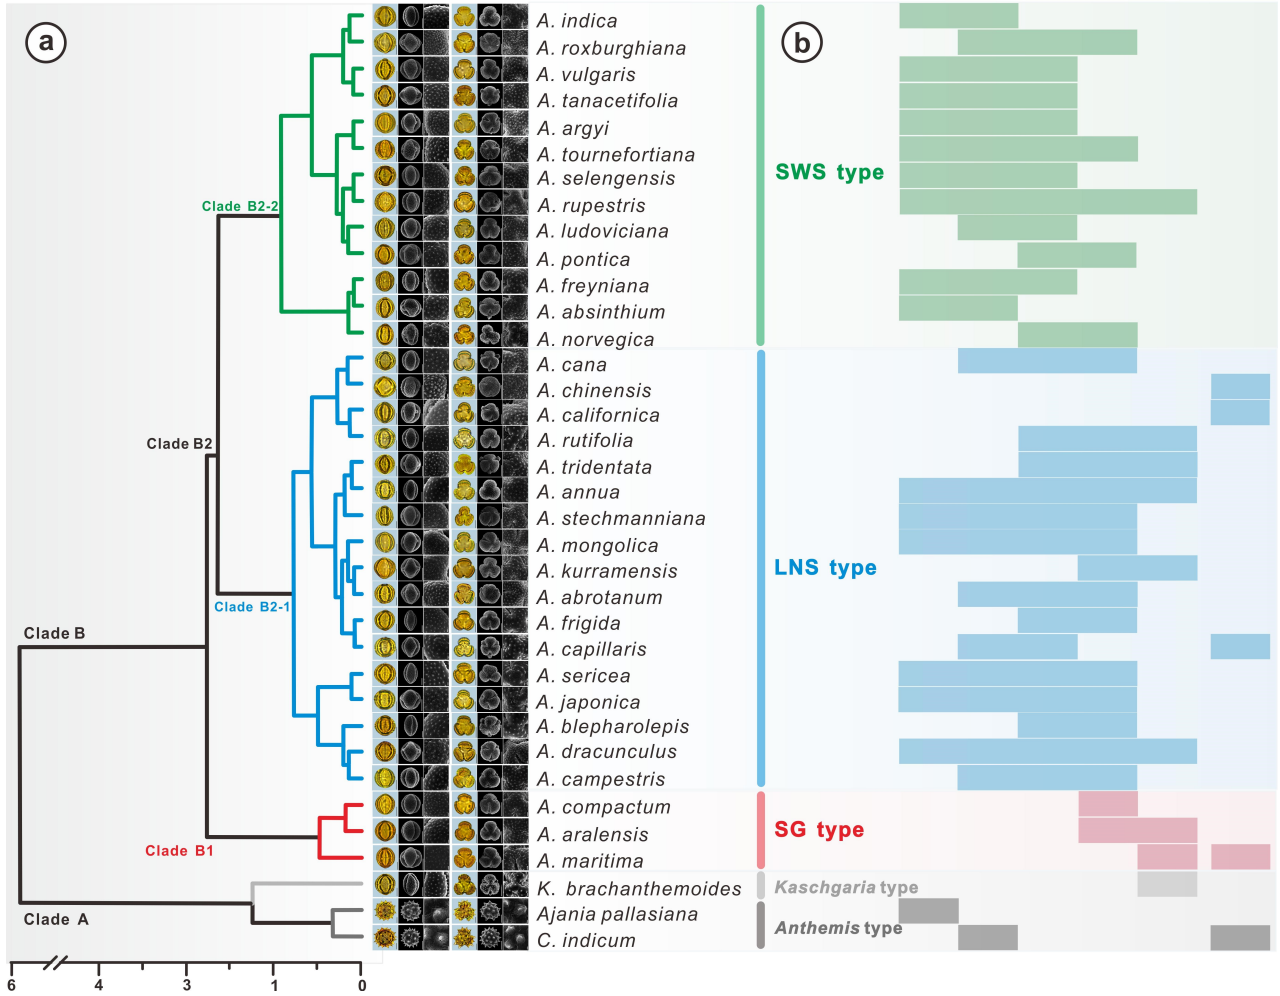 a
b
A. indica
A. roxburghiana
A. vulgaris
A. tanacetifolia
A. argyi
A. tournefortiana
A. selengensis
SWS type
A. rupestris
Clade B2-2
A. ludoviciana
A. pontica
A. freyniana
A. absinthium
A. norvegica
A. cana
A. chinensis
A. californica
Clade B2
A. rutifolia
A. tridentata
A. annua
A. stechmanniana
A. mongolica
A. kurramensis
LNS type
A. abrotanum
Clade B2-1
A. frigida
Clade B
A. capillaris
A. sericea
A. japonica
A. blepharolepis
A. dracunculus
A. campestris
A. compactum
A. aralensis
SG type
Clade B1
A. maritima
K. brachanthemoides
Kaschgaria type
Clade A
Ajania pallasiana
Anthemis type
C. indicum
6 4 3 1 0